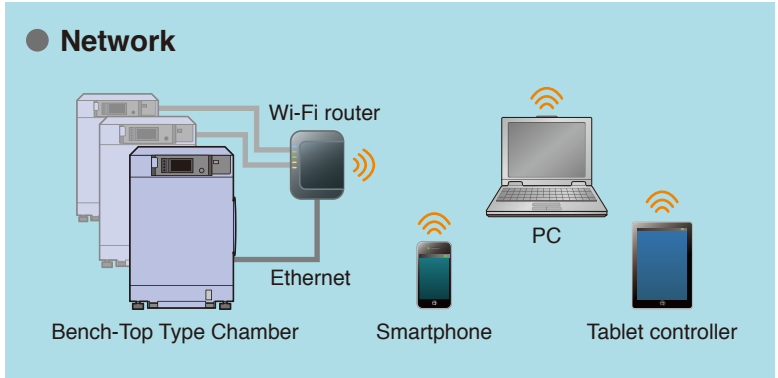 Network
Wi-Fi router
Ethernet
PC
Bench-Top Type Chamber
Smartphone
Tablet controller